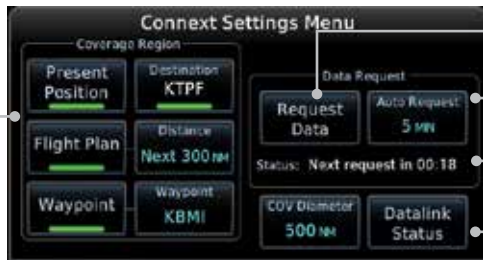 Connext Settings Menu
Coverage Region
Present
Position
Destination
KTPF
Flight Plan
Distance
Next 300 NM
Waypoint
Waypoint
KBMI
Data Request
Request
Data
Auto Request
5 MIN
Status: Next request in 00:18
COV Diameter
500 NM
Datalink
Status